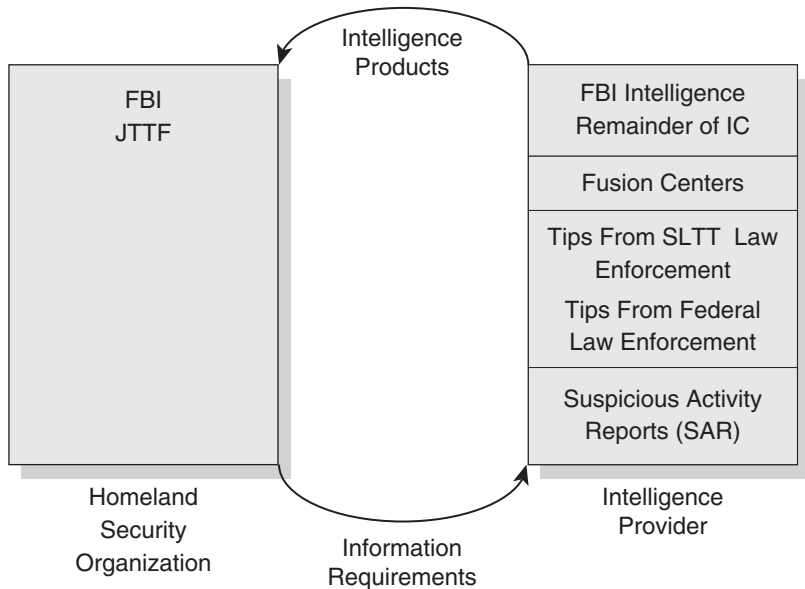 Intelligence
Products
FBI
JTTF
FBI Intelligence
Remainder of IC
Fusion Centers
Tips From SLTT Law
Enforcement
Tips From Federal
Law Enforcement
Suspicious Activity
Reports (SAR)
Homeland
Security
Organization
Information
Requirements
Intelligence
Provider